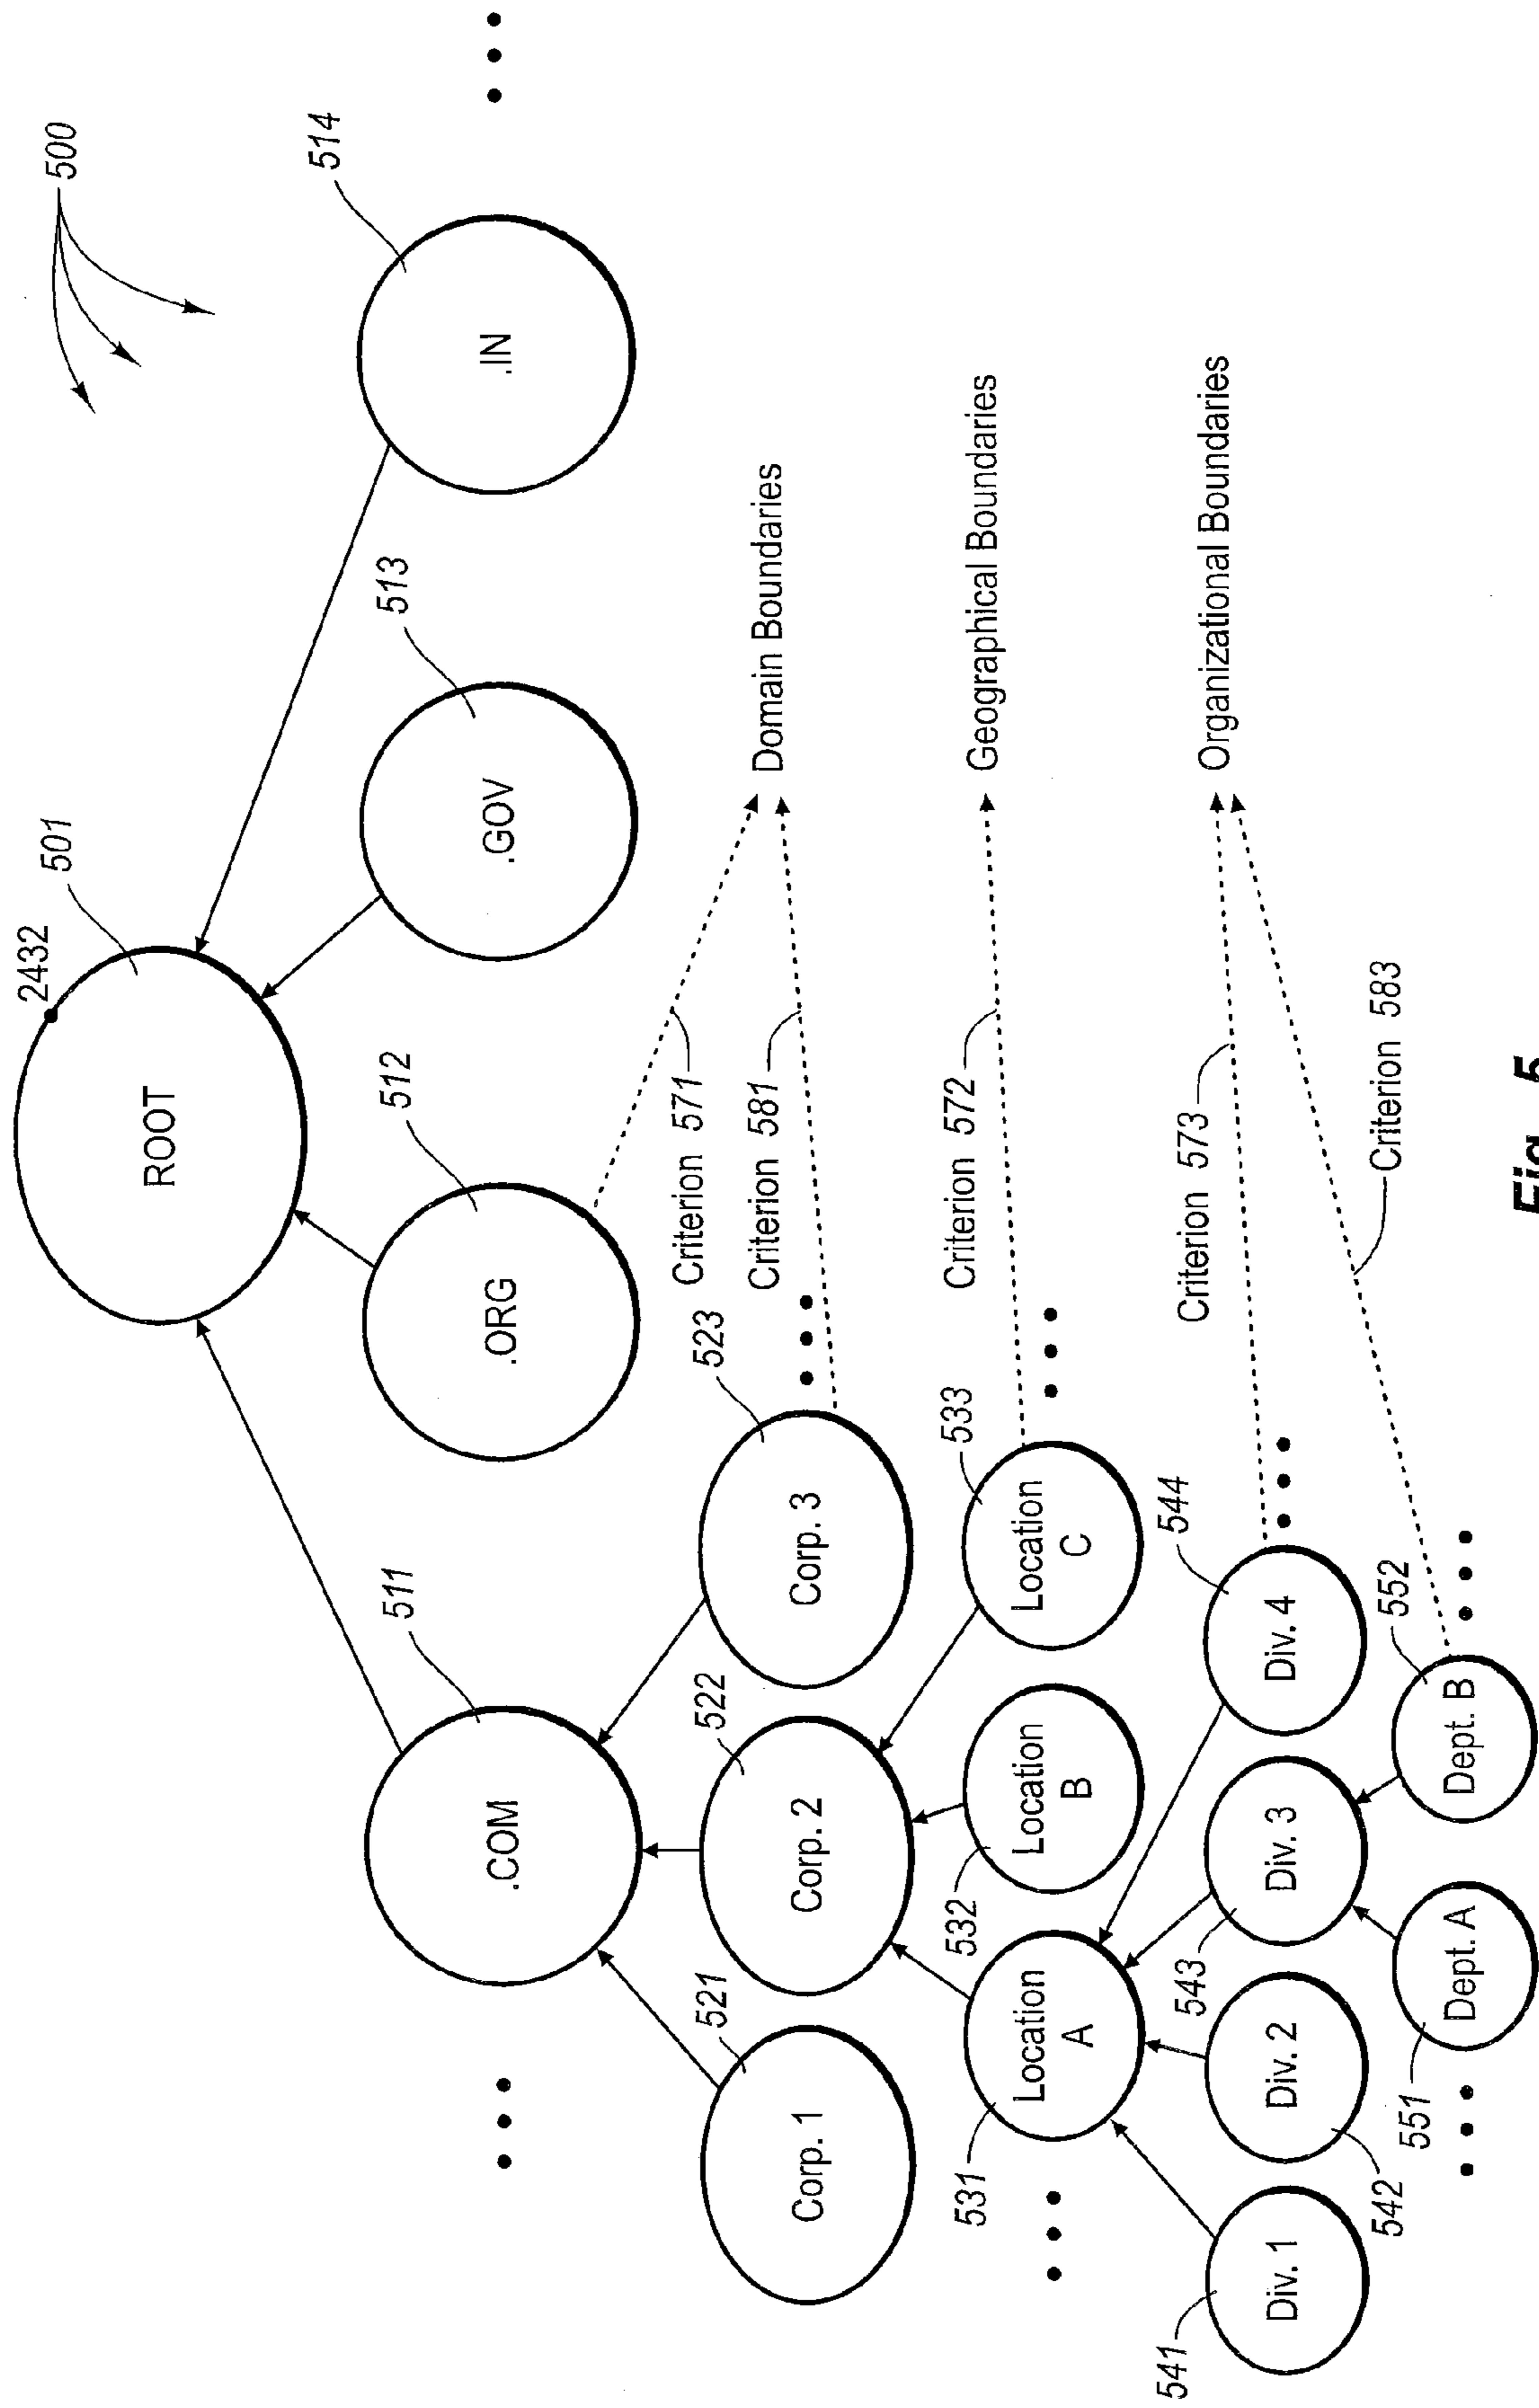 500
2432
501
ROOT
511
.COM
512
.ORG
513
.GOV
514
.IN
521
Corp. 1
522
Corp. 2
523
Corp. 3
Criterion 571
Criterion 581
Domain Boundaries
531
Location
A
532
Location
B
533
Location
C
Criterion 572
Geographical Boundaries
541
Div. 1
542
Div. 2
543
Div. 3
544
Div. 4
Criterion 573
Organizational Boundaries
551
Dept. A
552
Dept. B
Criterion 583
Fig. 5